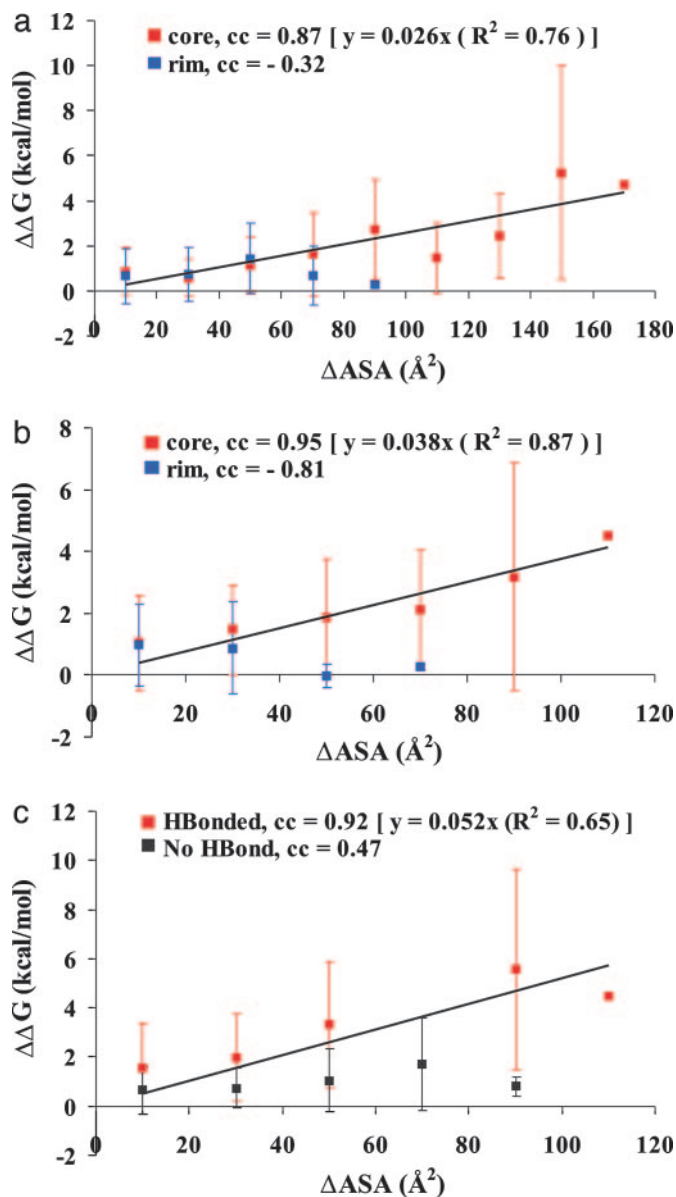 a
core, cc = 0.87 [ y = 0.026x ( R² = 0.76 ) ]
rim, cc = - 0.32
12
10
8
6
4
2
0
-2
ΔΔG (kcal/mol)
0 20 40 60 80 100 120 140 160 180
ΔASA (Å²)
b
core, cc = 0.95 [ y = 0.038x ( R² = 0.87 ) ]
rim, cc = - 0.81
8
6
4
2
0
-2
ΔΔG (kcal/mol)
0 20 40 60 80 100 120
ΔASA (Å²)
c
HBonded, cc = 0.92 [ y = 0.052x (R² = 0.65) ]
No HBond, cc = 0.47
12
10
8
6
4
2
0
-2
ΔΔG (kcal/mol)
0 20 40 60 80 100 120
ΔASA (Å²)